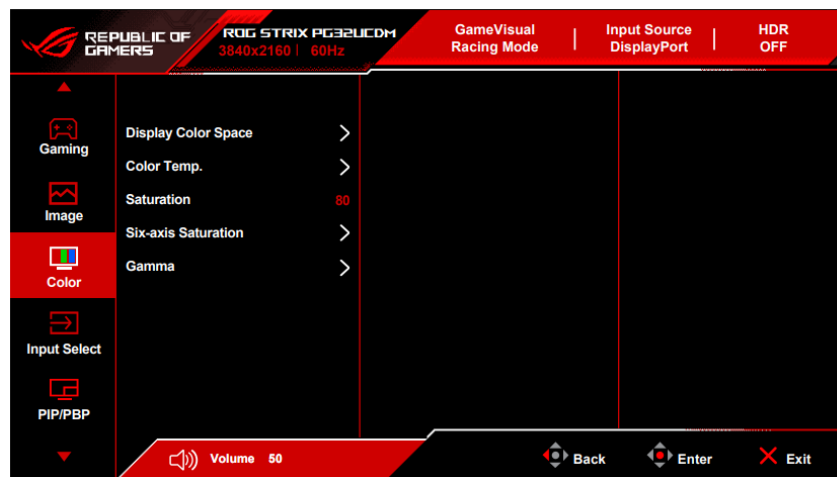 REPUBLIC OF
GAMERS
ROG STRIX PG32UCDM
3840x2160 | 60Hz
GameVisual
Racing Mode
Input Source
DisplayPort
HDR
OFF
Gaming
Image
Color
Input Select
PIP/PBP
Display Color Space
Color Temp.
Saturation 80
Six-axis Saturation
Gamma
Volume 50
Back
Enter
Exit